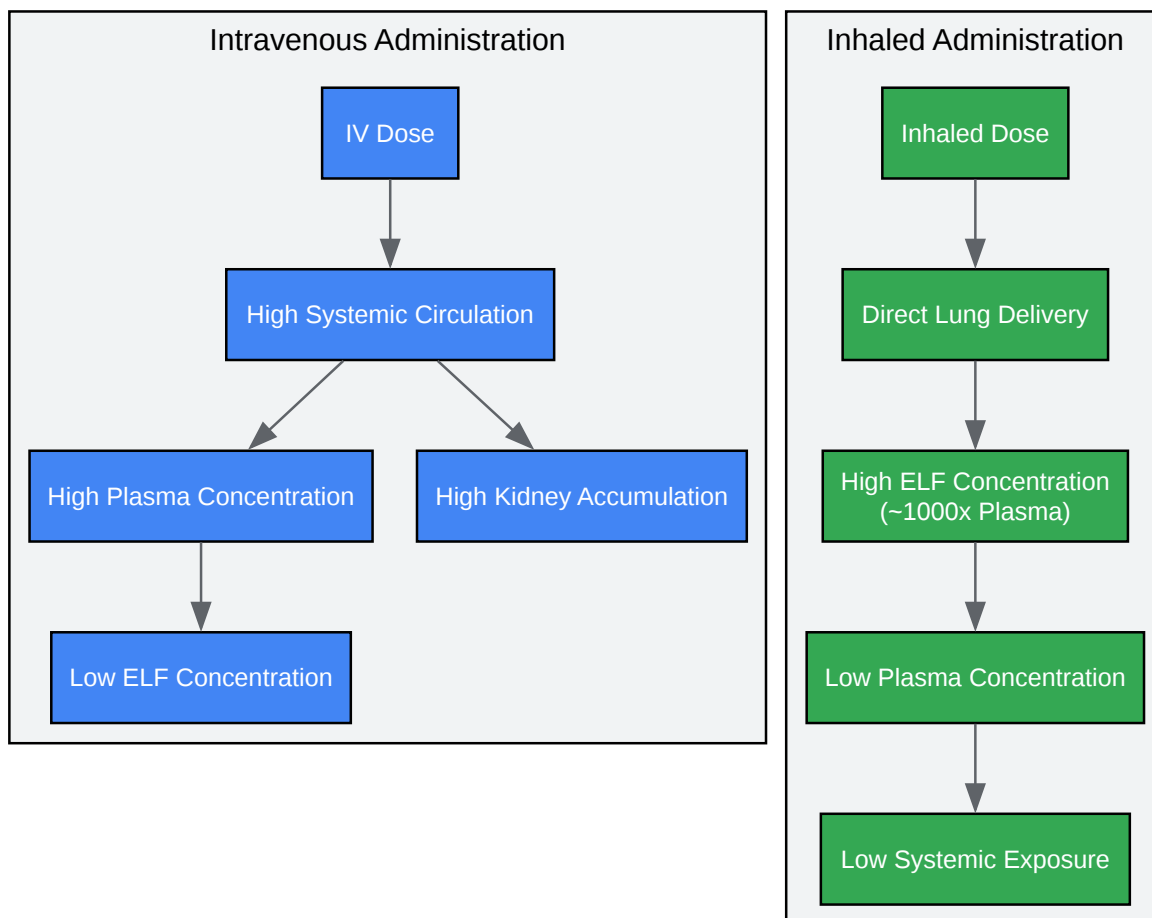 Intravenous Administration
IV Dose
High Systemic Circulation
High Plasma Concentration
High Kidney Accumulation
Low ELF Concentration
Inhaled Administration
Inhaled Dose
Direct Lung Delivery
High ELF Concentration
(~1000x Plasma)
Low Plasma Concentration
Low Systemic Exposure